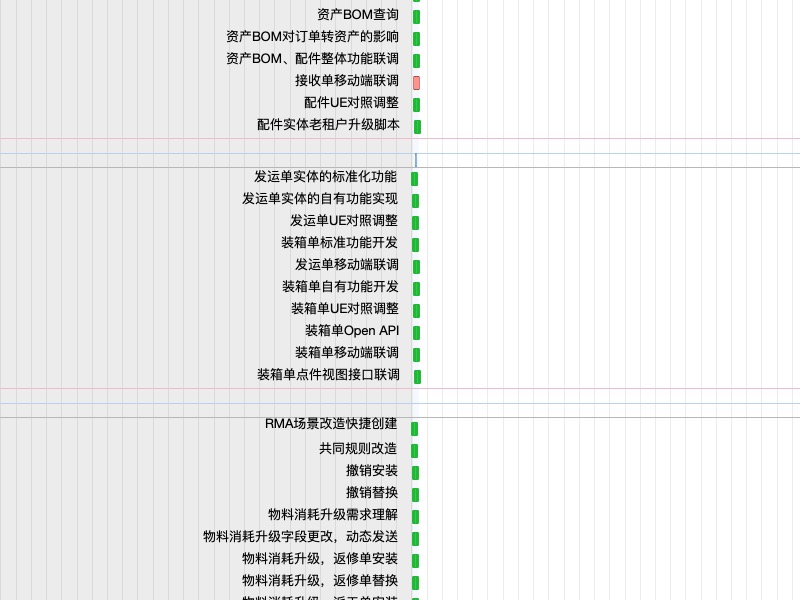 资产BOM查询
资产BOM对订单转资产的影响
资产BOM、配件整体功能联调
接收单移动端联调
配件UE对照调整
配件实体老租户升级脚本
发运单实体的标准化功能
发运单实体的自有功能实现
发运单UE对照调整
装箱单标准功能开发
发运单移动端联调
装箱单自有功能开发
装箱单UE对照调整
装箱单Open API
装箱单移动端联调
装箱单点件视图接口联调
RMA场景改造快捷创建
共同规则改造
撤销安装
撤销替换
物料消耗升级需求理解
物料消耗升级字段更改，动态发送
物料消耗升级，返修单安装
物料消耗升级，返修单替换